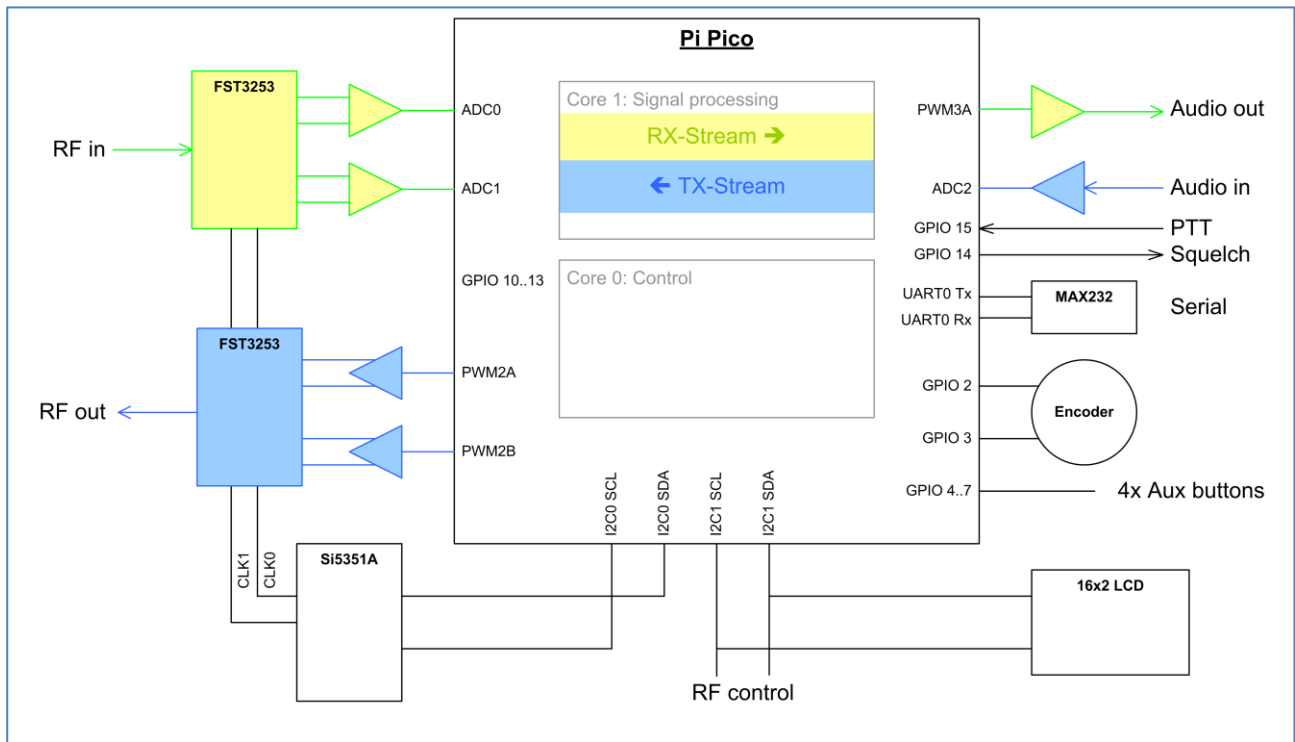 Pi Pico
FST3253
Core 1: Signal processing
RX-Stream →
← TX-Stream
RF in
ADC0
ADC1
PWM3A
Audio out
ADC2
Audio in
GPIO 15
PTT
GPIO 14
Squelch
GPIO 10..13
Core 0: Control
UART0 Tx
UART0 Rx
MAX232
Serial
FST3253
PWM2A
PWM2B
RF out
GPIO 2
GPIO 3
Encoder
GPIO 4..7
4x Aux buttons
I2C0 SCL
I2C0 SDA
I2C1 SCL
I2C1 SDA
CLK1
CLK0
Si5351A
16x2 LCD
RF control